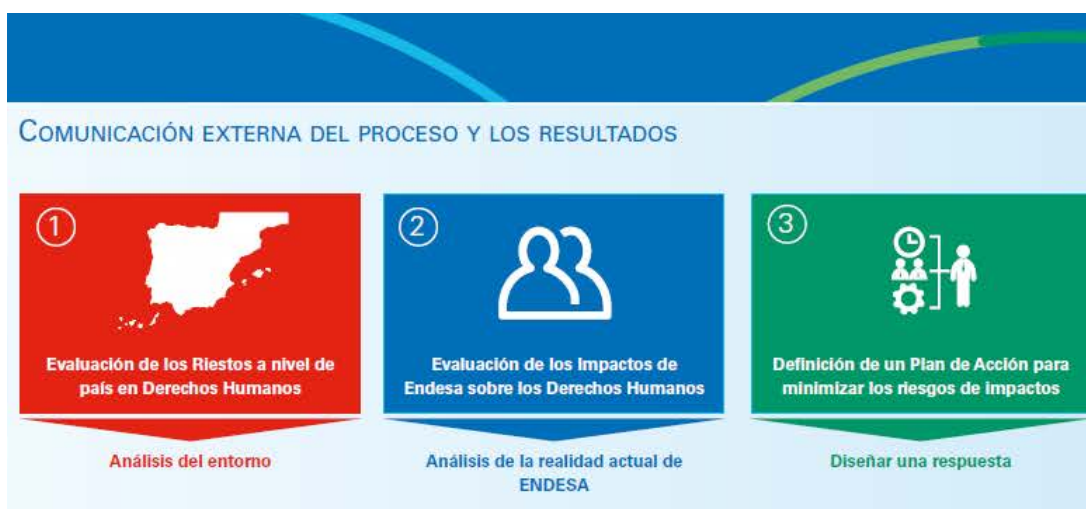 COMUNICACIÓN EXTERNA DEL PROCESO Y LOS RESULTADOS
1
Evaluación de los Riestos a nivel de
país en Derechos Humanos
Análisis del entorno
2
Evaluación de los Impactos de
Endesa sobre los Derechos Humanos
Análisis de la realidad actual de
ENDESA
3
Definición de un Plan de Acción para
minimizar los riesgos de impactos
Diseñar una respuesta